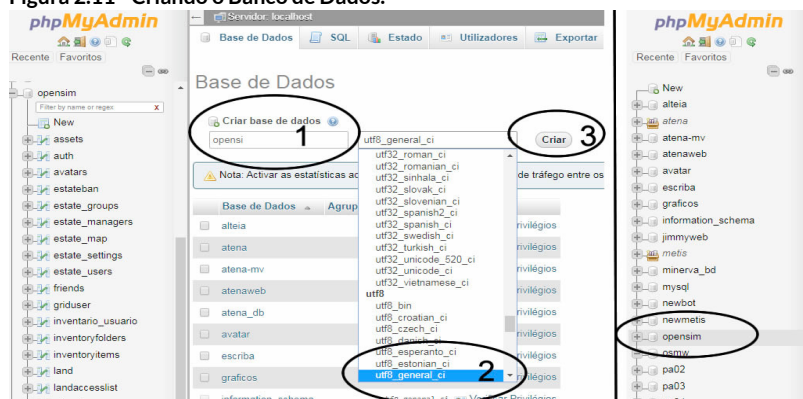 Figura 2.11 - Criando o Banco de Dados.
phpMyAdmin
Recente Favoritos
opensim
Filter by name or regex X
New
assets
auth
avatars
estateban
estate_groups
estate_managers
estate_map
estate_settings
estate_users
friends
griduser
inventario_usuario
inventoryfolders
inventoryitems
land
landaccesslist
Servidor: localhost
Base de Dados SQL Estado Utilizadores Exportar
Base de Dados
Criar base de dados
opensi 1 utf8_general_ci Criar 3
Nota: Activar as estatísticas ac
de tráfego entre os
Base de Dados Agrup
alteia
atena
atena-mv
atenaweb
atena_db
avatar
escriba
graficos
information_schema
utf32_roman_ci
utf32_romanian_ci
utf32_sinhala_ci
utf32_slovak_ci
utf32_slovenian_ci
utf32_spanish2_ci
utf32_spanish_ci
utf32_swedish_ci
utf32_turkish_ci
utf32_unicode_520_ci
utf32_unicode_ci
utf32_vietnamese_ci
utf8
utf8_bin
utf8_croatian_ci
utf8_czech_ci
utf8_danish_ci
utf8_esperanto_ci
utf8_estonian_ci
utf8_general_ci 2
rivilégios
rivilégios
rivilégios
rivilégios
rivilégios
rivilégios
rivilégios
rivilégios
Verificar Privilégios
phpMyAdmin
Recente Favoritos
New
alteia
atena
atena-mv
atenaweb
avatar
escriba
graficos
information_schema
jimmyweb
metis
minerva_bd
mysql
newbot
newmetis
opensim
osmw
pa02
pa03